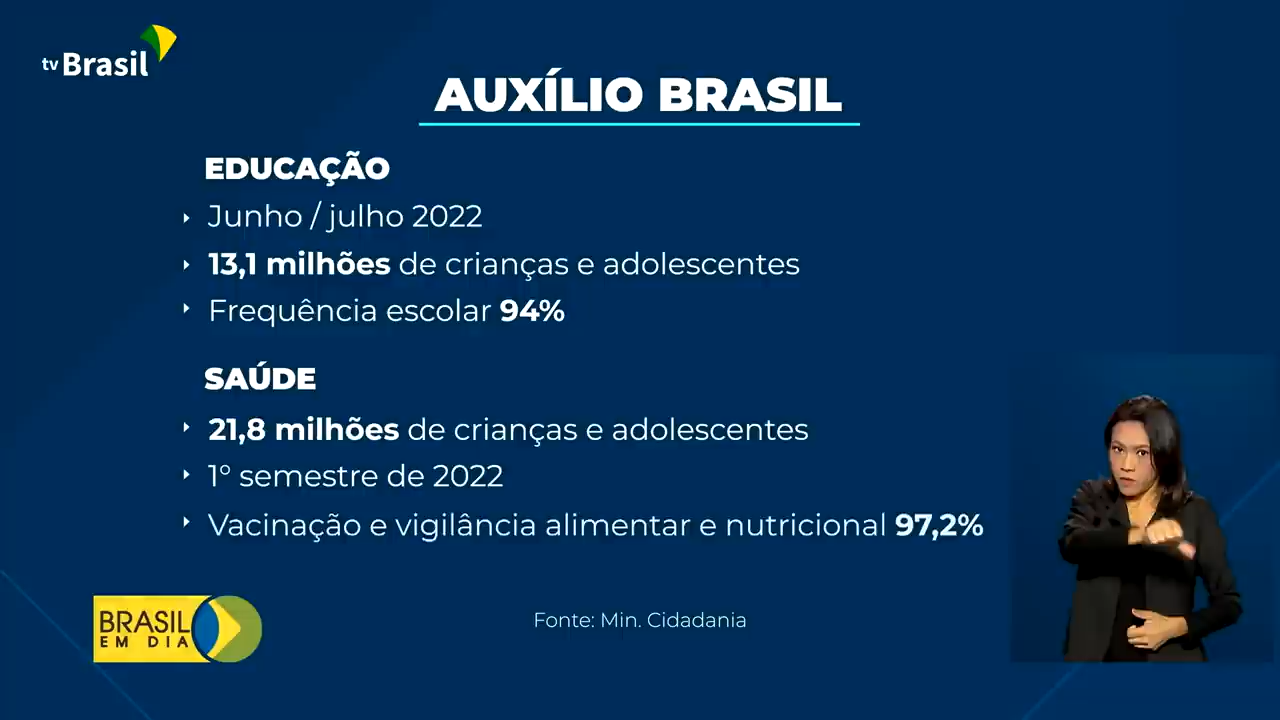 tv Brasil
AUXÍLIO BRASIL
EDUCAÇÃO
Junho / julho 2022
13,1 milhões de crianças e adolescentes
Frequência escolar 94%
SAÚDE
21,8 milhões de crianças e adolescentes
1º semestre de 2022
Vacinação e vigilância alimentar e nutricional 97,2%
BRASIL
EM DIA
Fonte: Min. Cidadania